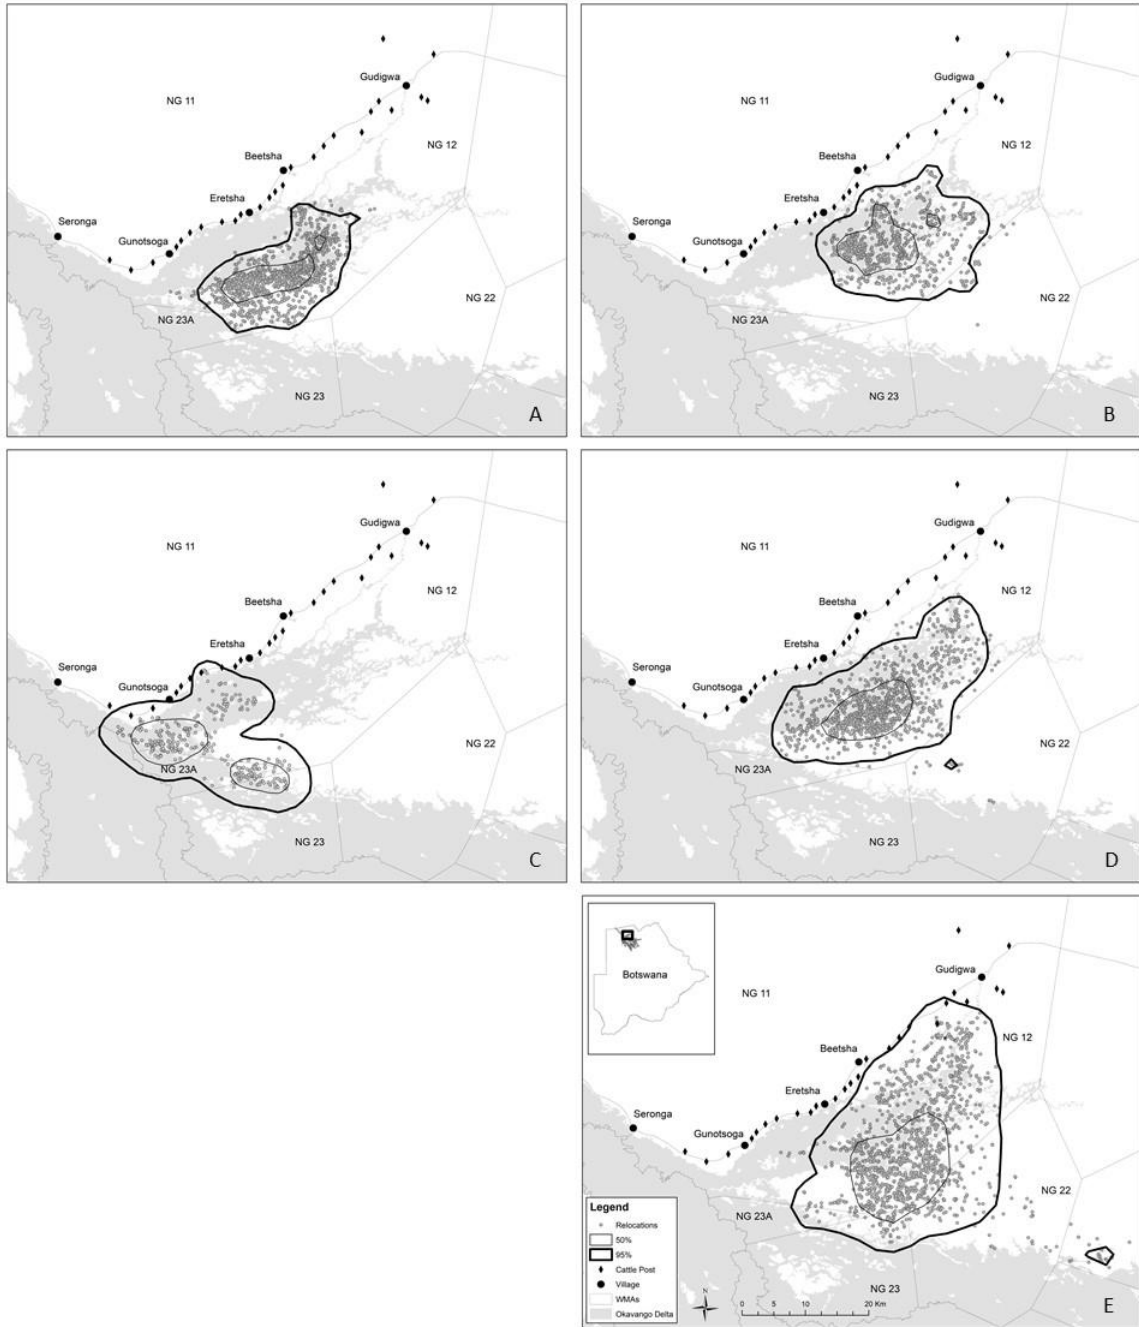 Gudigwa
NG 11
NG 12
Beetsha
Eretsha
Seronga
Gunotsoga
NG 22
NG 23A
NG 23
A
Gudigwa
NG 11
NG 12
Beetsha
Eretsha
Seronga
Gunotsoga
NG 22
NG 23A
NG 23
B
Gudigwa
NG 11
NG 12
Beetsha
Eretsha
Seronga
Gunotsoga
NG 22
NG 23A
NG 23
C
Gudigwa
NG 11
NG 12
Beetsha
Eretsha
Seronga
Gunotsoga
NG 22
NG 23A
NG 23
D
Botswana
Gudigwa
NG 11
NG 12
Beetsha
Eretsha
Seronga
Gunotsoga
NG 22
NG 23A
NG 23
Legend
Relocations
50%
95%
Cattle Post
Village
WMAs
Okavango Delta
N
0 5 10 20 Km
E